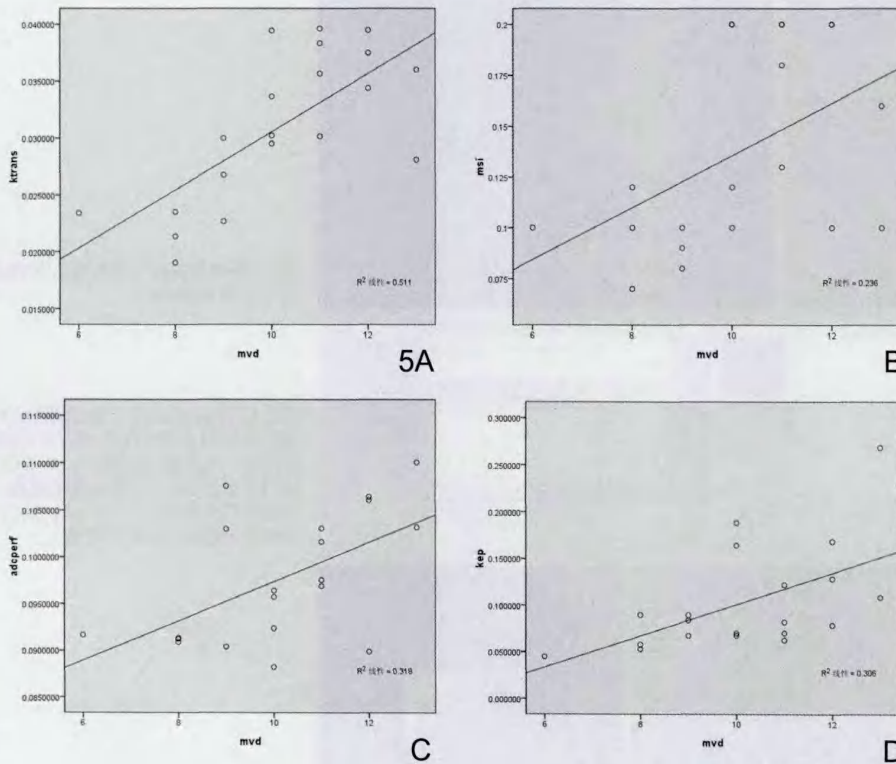 0.040000
0.035000
0.030000
0.025000
0.020000
0.015000
ktrans
R² 线性 = 0.511
6 8 10 12
mvd
5A
0.2
0.175
0.15
0.125
0.1
0.075
msi
R² 线性 = 0.236
6 8 10 12
mvd
B
0.1150000
0.1100000
0.1050000
0.1000000
0.0950000
0.0900000
0.0850000
adcperf
R² 线性 = 0.318
6 8 10 12
mvd
C
0.300000
0.250000
0.200000
0.150000
0.100000
0.050000
0.000000
kep
R² 线性 = 0.306
6 8 10 12
mvd
D